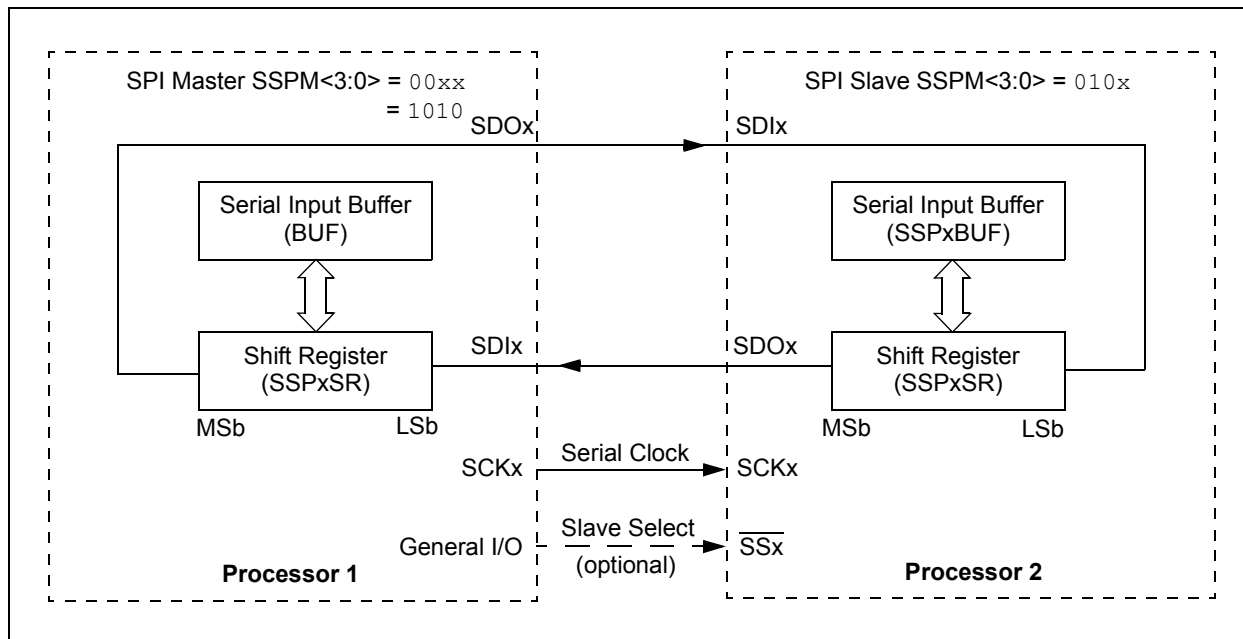 SPI Master SSPM<3:0> = 00xx
= 1010
SDOx
Serial Input Buffer
(BUF)
Shift Register
(SSPxSR)
MSb
LSb
SDIx
SCKx
General I/O
Processor 1
Serial Clock
Slave Select
(optional)
SPI Slave SSPM<3:0> = 010x
SDIx
Serial Input Buffer
(SSPxBUF)
SDOx
Shift Register
(SSPxSR)
MSb
LSb
SCKx
SSx
Processor 2